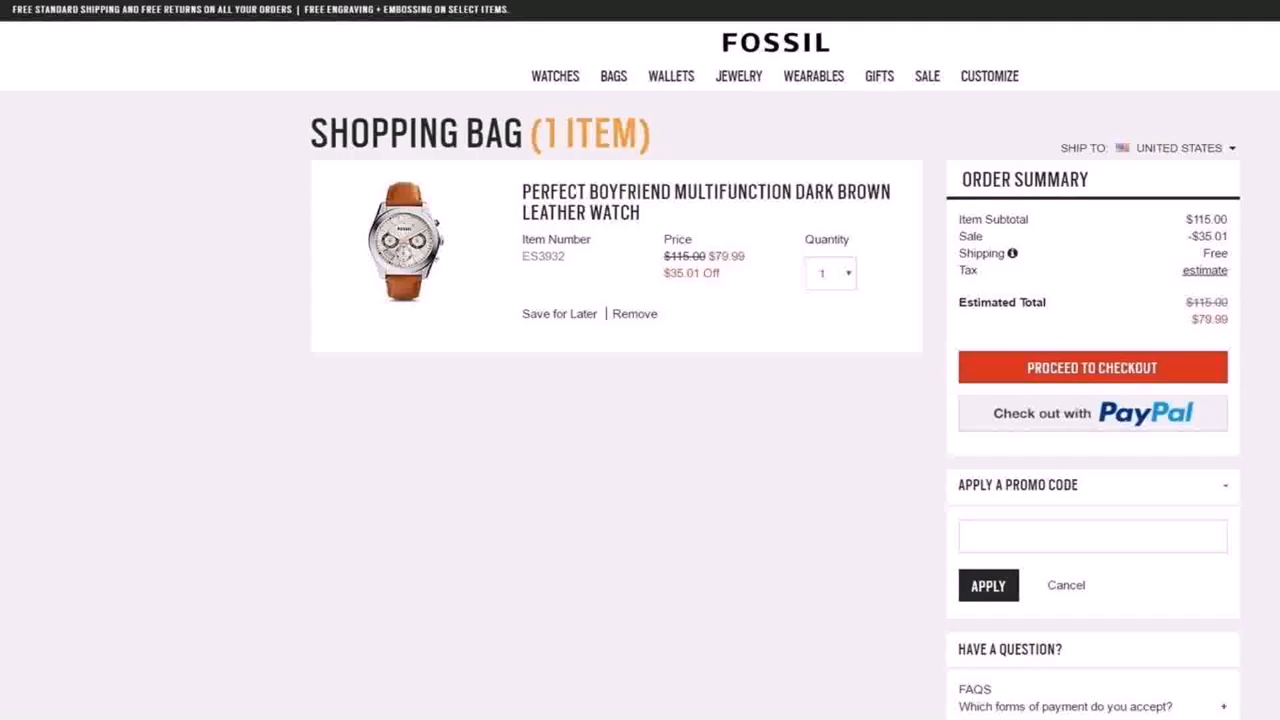 FREE STANDARD SHIPPING AND FREE RETURNS ON ALL YOUR ORDERS | FREE ENGRAVING + EMBOSSING ON SELECT ITEMS.
FOSSIL
WATCHES BAGS WALLETS JEWELRY WEARABLES GIFTS SALE CUSTOMIZE
SHOPPING BAG (1 ITEM)
SHIP TO: UNITED STATES
PERFECT BOYFRIEND MULTIFUNCTION DARK BROWN
LEATHER WATCH
Item Number Price Quantity
ES3932 $115.00 $79.99 1
$35.01 Off
Save for Later | Remove
FOSSIL
ORDER SUMMARY
Item Subtotal $115.00
Sale -$35.01
Shipping Free
Tax estimate
Estimated Total $115.00
$79.99
PROCEED TO CHECKOUT
Check out with PayPal
APPLY A PROMO CODE -
APPLY Cancel
HAVE A QUESTION?
FAQS
Which forms of payment do you accept? +